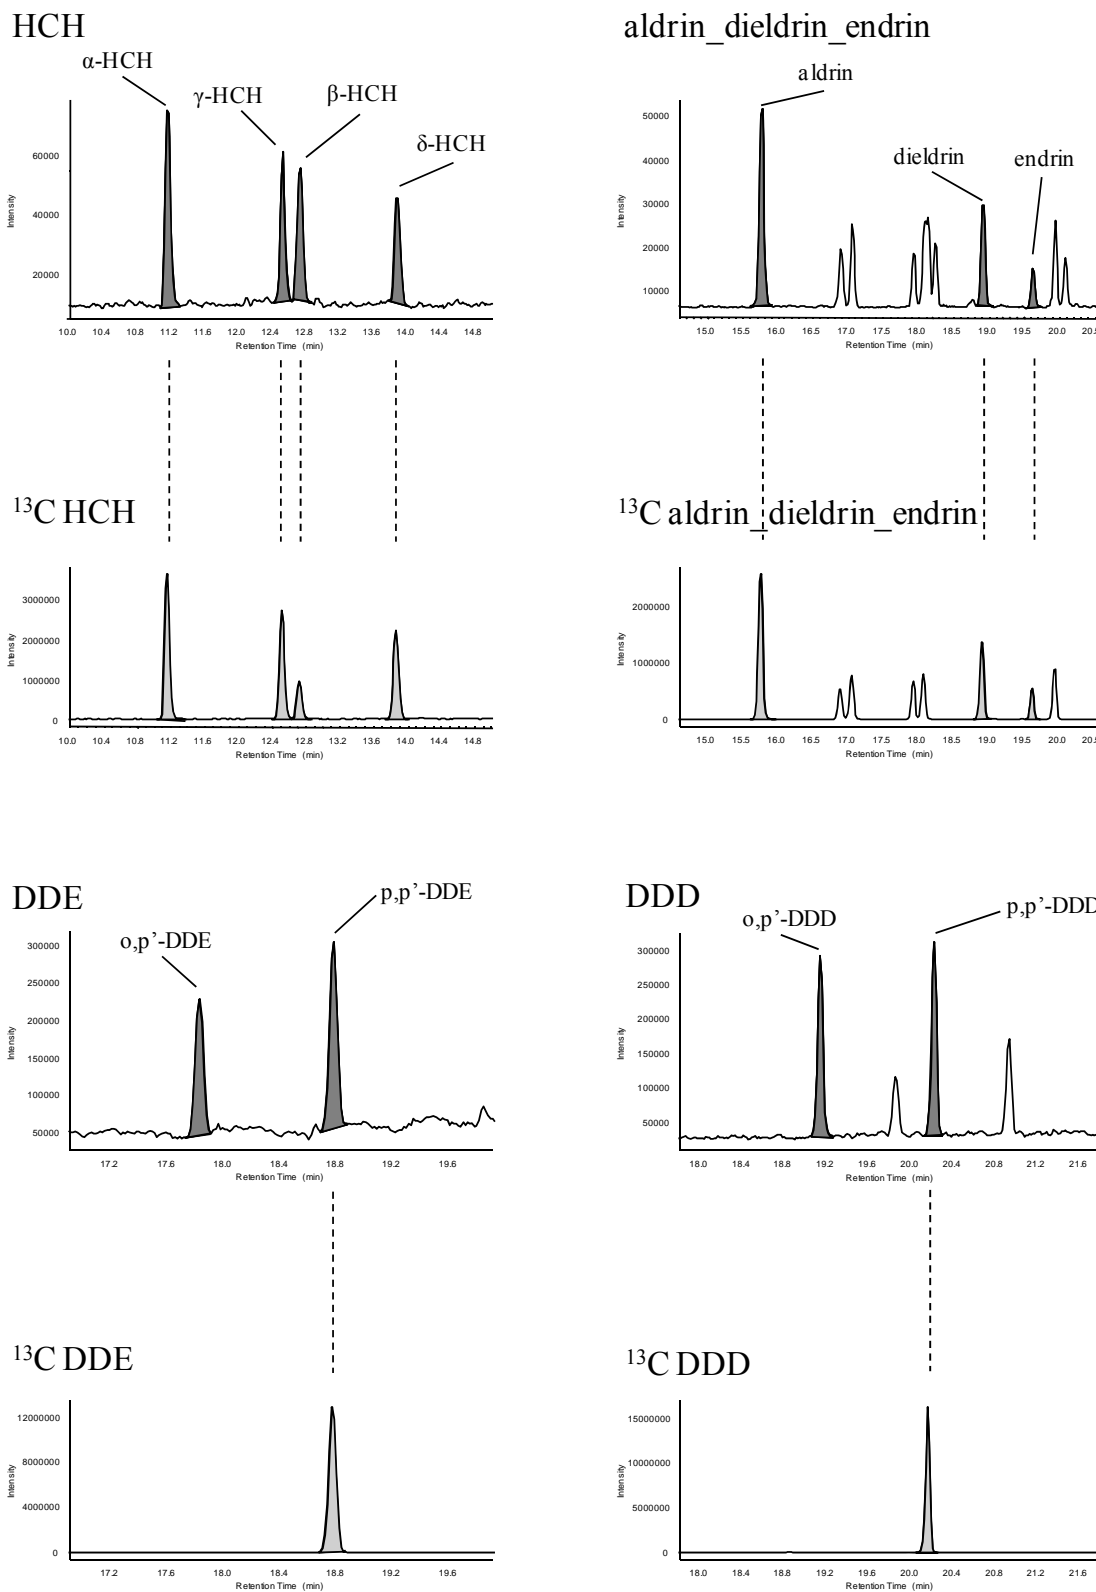 HCH
α-HCH
γ-HCH
β-HCH
δ-HCH
Intensity
60000
40000
20000
10.0 10.4 10.8 11.2 11.6 12.0 12.4 12.8 13.2 13.6 14.0 14.4 14.8
Retention Time (min)
aldrin_dieldrin_endrin
aldrin
dieldrin
endrin
Intensity
50000
40000
30000
20000
10000
15.0 15.5 16.0 16.5 17.0 17.5 18.0 18.5 19.0 19.5 20.0 20.5
Retention Time (min)
¹³C HCH
Intensity
3000000
2000000
1000000
0
10.0 10.4 10.8 11.2 11.6 12.0 12.4 12.8 13.2 13.6 14.0 14.4 14.8
Retention Time (min)
¹³C aldrin_dieldrin_endrin
Intensity
2000000
1000000
0
15.0 15.5 16.0 16.5 17.0 17.5 18.0 18.5 19.0 19.5 20.0 20.5
Retention Time (min)
DDE
o,p’-DDE
p,p’-DDE
Intensity
300000
250000
200000
150000
100000
50000
17.2 17.6 18.0 18.4 18.8 19.2 19.6
Retention Time (min)
DDD
o,p’-DDD
p,p’-DDD
Intensity
300000
250000
200000
150000
100000
50000
18.0 18.4 18.8 19.2 19.6 20.0 20.4 20.8 21.2 21.6
Retention Time (min)
¹³C DDE
Intensity
12000000
8000000
4000000
0
17.2 17.6 18.0 18.4 18.8 19.2 19.6
Retention Time (min)
¹³C DDD
Intensity
15000000
10000000
5000000
0
18.0 18.4 18.8 19.2 19.6 20.0 20.4 20.8 21.2 21.6
Retention Time (min)